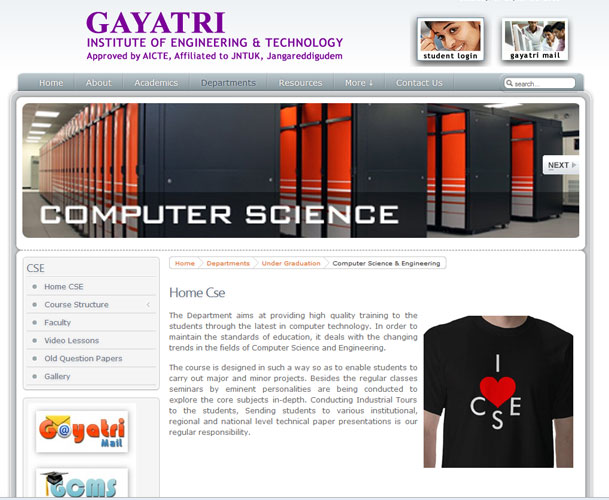 GAYATRI
INSTITUTE OF ENGINEERING & TECHNOLOGY
Approved by AICTE, Affiliated to JNTUK, Jangareddigudem
student login
gayatri mail
Home About Academics Departments Resources More ↓ Contact Us
search...
NEXT
COMPUTER SCIENCE
CSE
Home CSE
Course Structure
Faculty
Video Lessons
Old Question Papers
Gallery
G@yatri
Mail
GCMS
Home Departments Under Graduation Computer Science & Engineering
Home Cse
The Department aims at providing high quality training to the
students through the latest in computer technology. In order to
maintain the standards of education, it deals with the changing
trends in the fields of Computer Science and Engineering.
The course is designed in such a way so as to enable students to
carry out major and minor projects. Besides the regular classes
seminars by eminent personalities are being conducted to
explore the core subjects in-depth. Conducting Industrial Tours
to the students, Sending students to various institutional,
regional and national level technical paper presentations is our
regular responsibility.
I
C S E